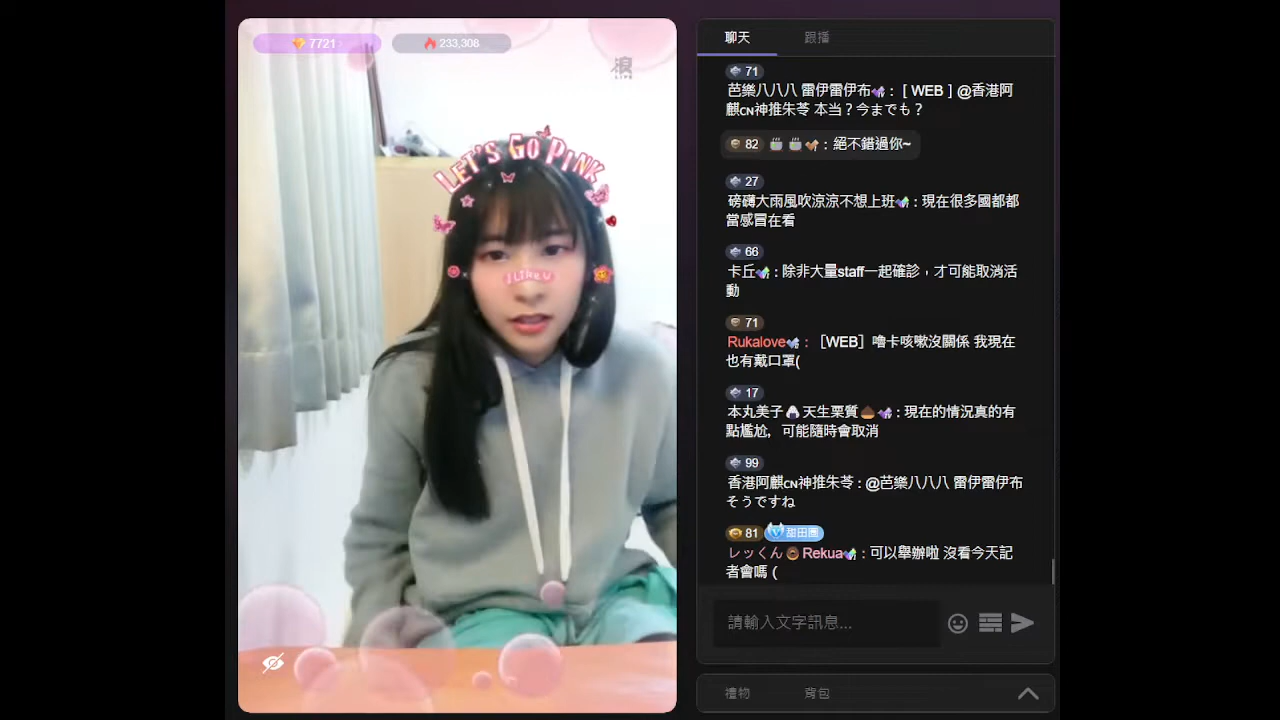 7721
233,308
浪
LIVE
LET'S GO PINK
I LIKE U
聊天
跟播
71
芭樂八八八 雷伊雷伊布 : [ WEB ] @香港阿
麒CN神推朱苓 本当？今までも？
82 : 絕不錯過你~
27
磅礴大雨風吹涼涼不想上班 : 現在很多國都都
當感冒在看
66
卡丘 : 除非大量staff一起確診，才可能取消活
動
71
Rukalove : ［WEB］嚕卡咳嗽沒關係 我現在
也有戴口罩(
17
本丸美子🍙天生栗質🌰 : 現在的情況真的有
點尷尬，可能隨時會取消
99
香港阿麒CN神推朱苓 : @芭樂八八八 雷伊雷伊布
そうですね
81 甜田圈
レッくん🍩Rekua : 可以舉辦啦 沒看今天記
者會嗎 (
請輸入文字訊息...
禮物
背包